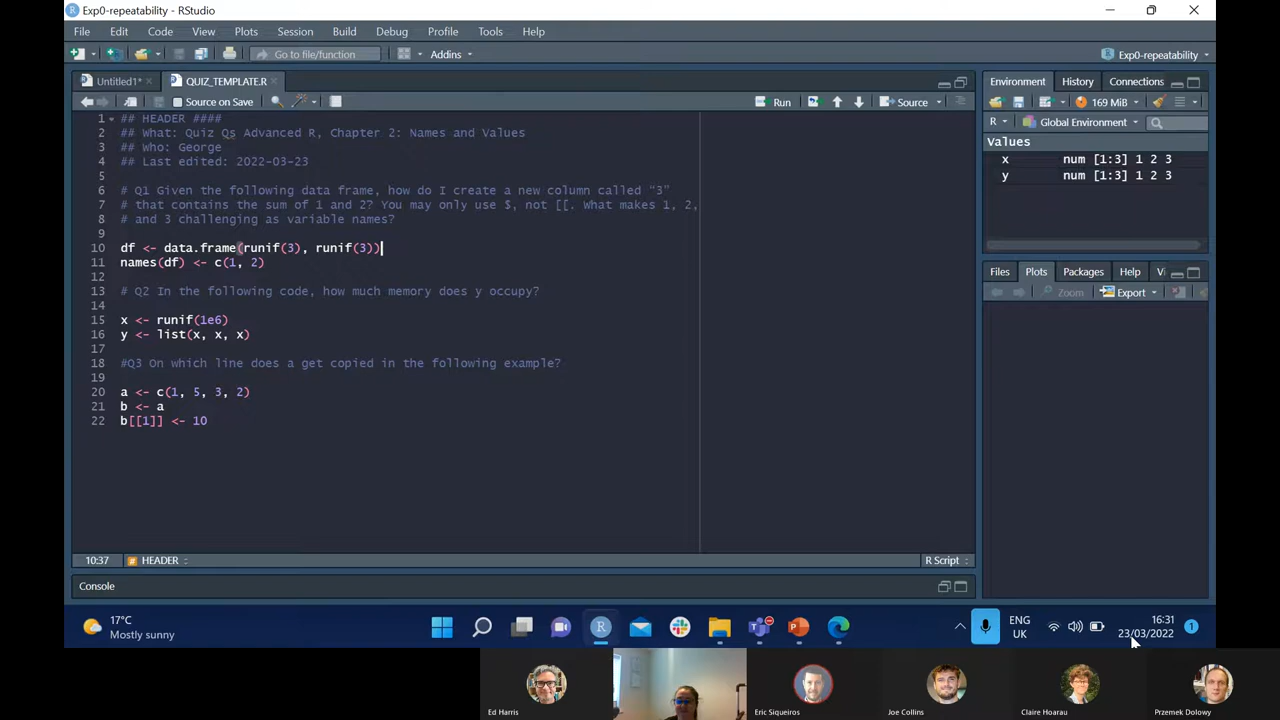 Exp0-repeatability - RStudio
File Edit Code View Plots Session Build Debug Profile Tools Help
Go to file/function Addins Exp0-repeatability
Untitled1* QUIZ_TEMPLATE.R Environment History Connections
Source on Save Run Source 169 MiB
R Global Environment
1 ## HEADER ####
2 ## What: Quiz Qs Advanced R, Chapter 2: Names and Values
3 ## Who: George
4 ## Last edited: 2022-03-23
5
6 # Q1 Given the following data frame, how do I create a new column called "3"
7 # that contains the sum of 1 and 2? You may only use $, not [[. What makes 1, 2,
8 # and 3 challenging as variable names?
9
10 df <- data.frame(runif(3), runif(3))
11 names(df) <- c(1, 2)
12
13 # Q2 In the following code, how much memory does y occupy?
14
15 x <- runif(1e6)
16 y <- list(x, x, x)
17
18 #Q3 On which line does a get copied in the following example?
19
20 a <- c(1, 5, 3, 2)
21 b <- a
22 b[[1]] <- 10
Values
x num [1:3] 1 2 3
y num [1:3] 1 2 3
Files Plots Packages Help Vi
Zoom Export
10:37 HEADER R Script
Console
17°C
Mostly sunny
ENG
UK
16:31
23/03/2022
1
Ed Harris Eric Siqueiros Joe Collins Claire Hoarau Przemek Dolowy